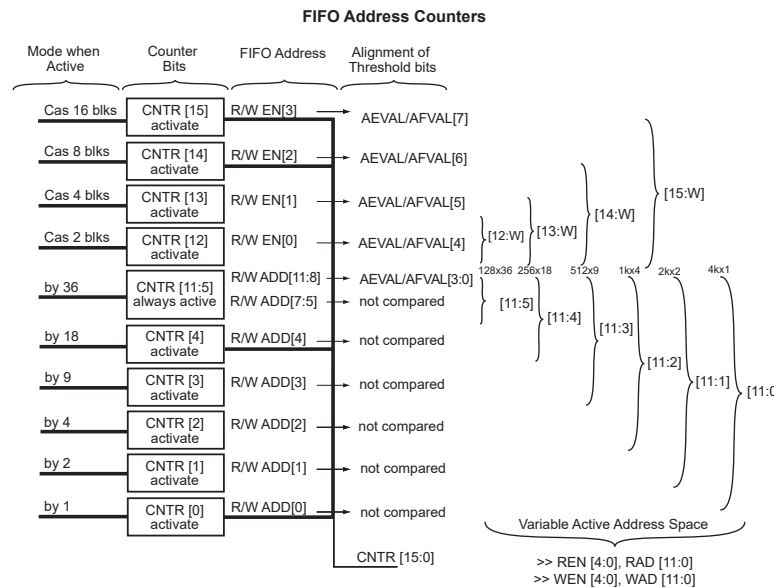 FIFO Address Counters
Mode when
Active
Counter
Bits
FIFO Address
Alignment of
Threshold bits
Cas 16 blks
CNTR [15]
activate
R/W EN[3]
AEVAL/AFVAL[7]
Cas 8 blks
CNTR [14]
activate
R/W EN[2]
AEVAL/AFVAL[6]
Cas 4 blks
CNTR [13]
activate
R/W EN[1]
AEVAL/AFVAL[5]
Cas 2 blks
CNTR [12]
activate
R/W EN[0]
AEVAL/AFVAL[4]
[12:W]
[13:W]
[14:W]
[15:W]
by 36
CNTR [11:5]
always active
R/W ADD[11:8]
AEVAL/AFVAL[3:0]
R/W ADD[7:5]
not compared
128x36
256x18
512x9
1kx4
2kx2
4kx1
[11:5]
[11:4]
[11:3]
[11:2]
[11:1]
[11:0
by 18
CNTR [4]
activate
R/W ADD[4]
not compared
by 9
CNTR [3]
activate
R/W ADD[3]
not compared
by 4
CNTR [2]
activate
R/W ADD[2]
not compared
by 2
CNTR [1]
activate
R/W ADD[1]
not compared
by 1
CNTR [0]
activate
R/W ADD[0]
not compared
CNTR [15:0]
Variable Active Address Space
>> REN [4:0], RAD [11:0]
>> WEN [4:0], WAD [11:0]